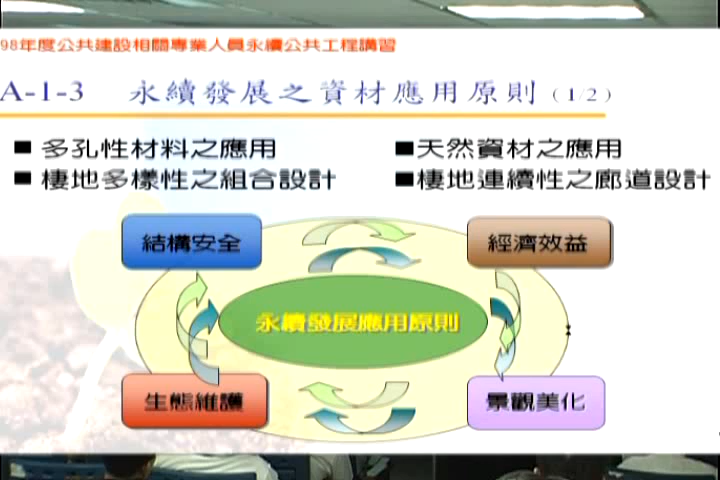 98年度公共建設相關專業人員永續公共工程講習
A-1-3 永續發展之資材應用原則(1/2)
■ 多孔性材料之應用 ■天然資材之應用
■ 棲地多樣性之組合設計 ■棲地連續性之廊道設計
結構安全 經濟效益
永續發展應用原則
生態維護 景觀美化